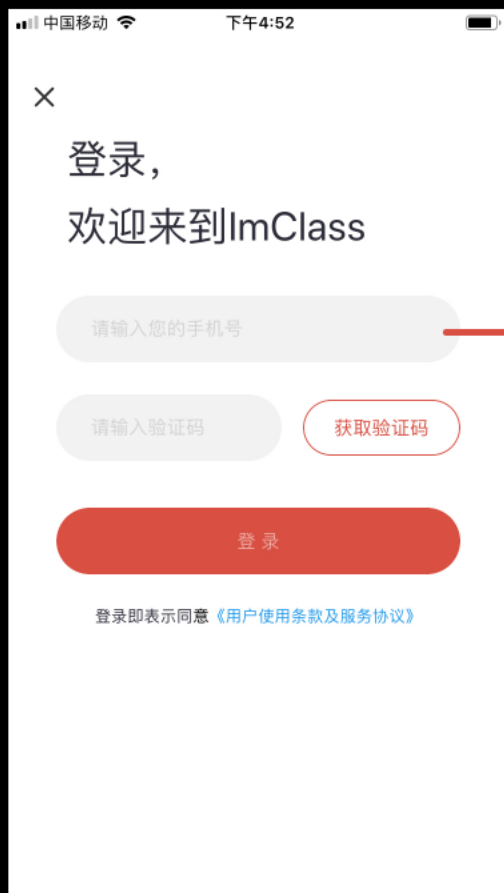 中国移动 下午4:52
登录，
欢迎来到ImClass
请输入您的手机号
请输入验证码 获取验证码
登 录
登录即表示同意《用户使用条款及服务协议》